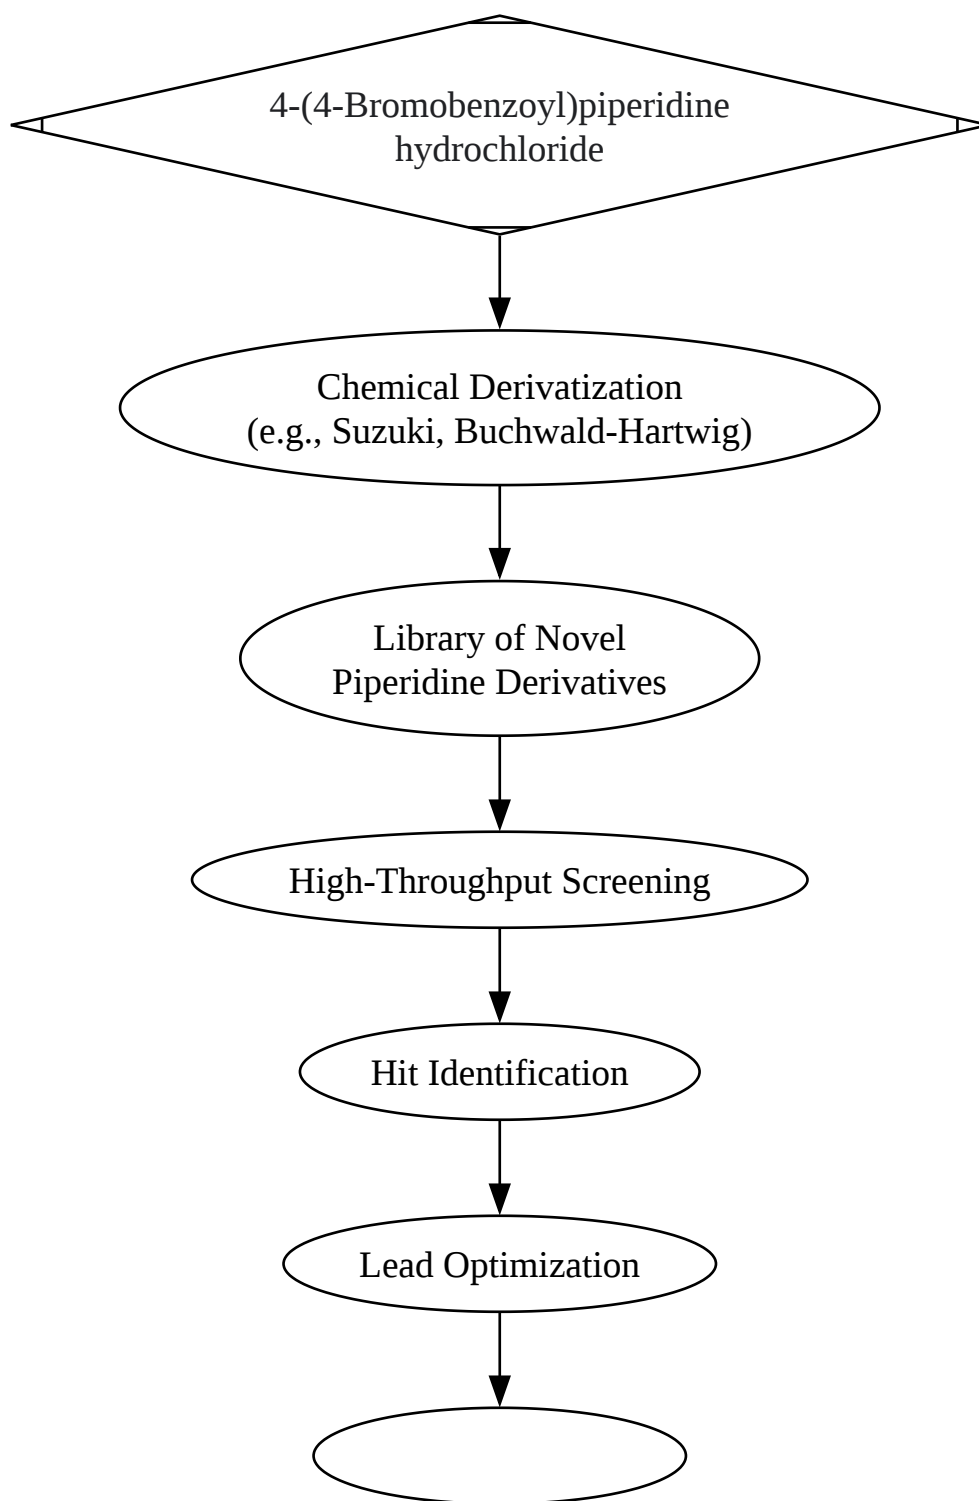 4-(4-Bromobenzoyl)piperidine
hydrochloride
Chemical Derivatization
(e.g., Suzuki, Buchwald-Hartwig)
Library of Novel
Piperidine Derivatives
High-Throughput Screening
Hit Identification
Lead Optimization